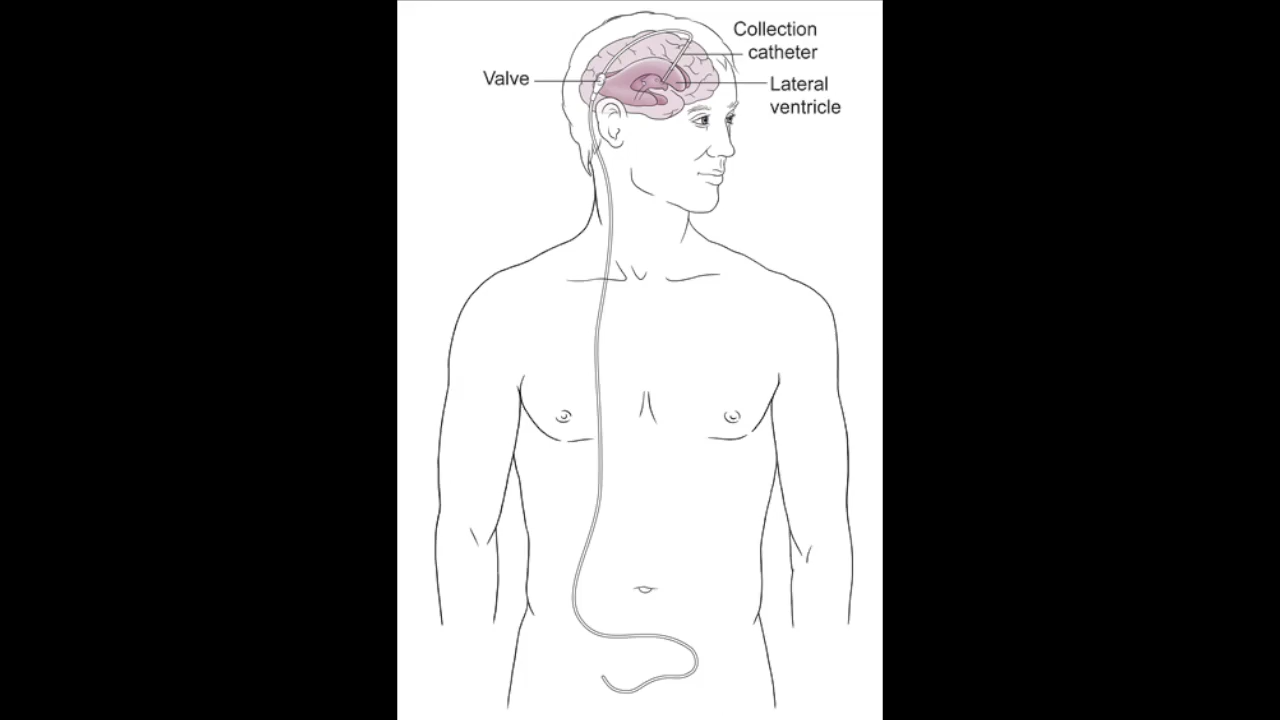 Collection
catheter
Valve
Lateral
ventricle